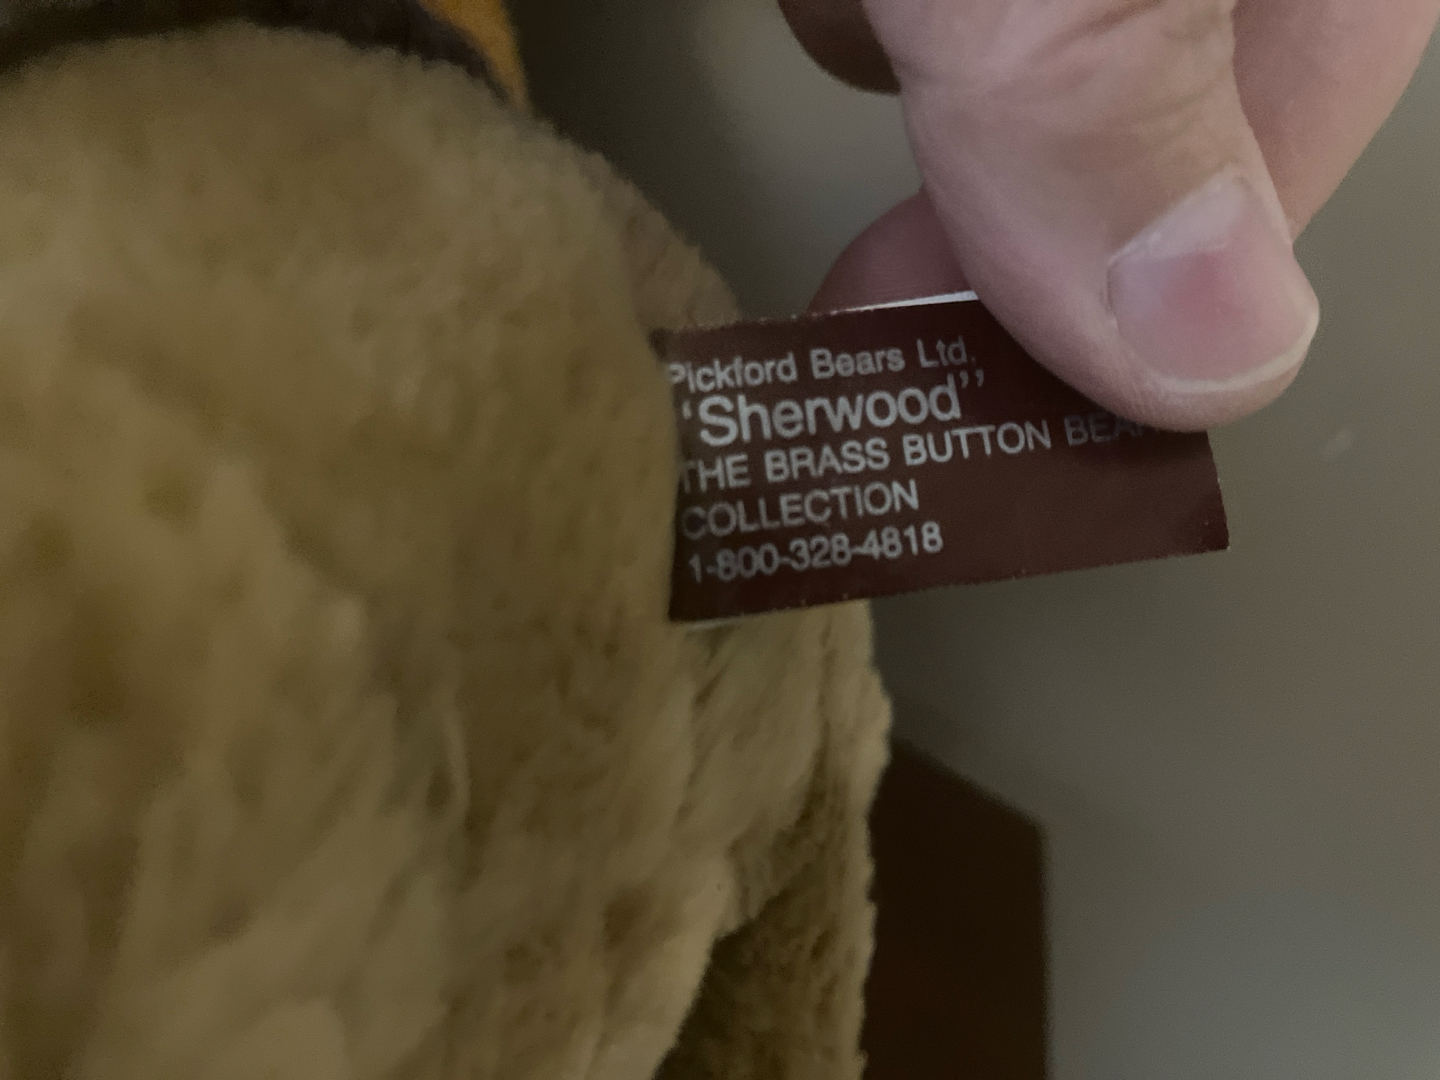 Pickford Bears Ltd.
"Sherwood"
THE BRASS BUTTON
COLLECTION
1-800-328-4818